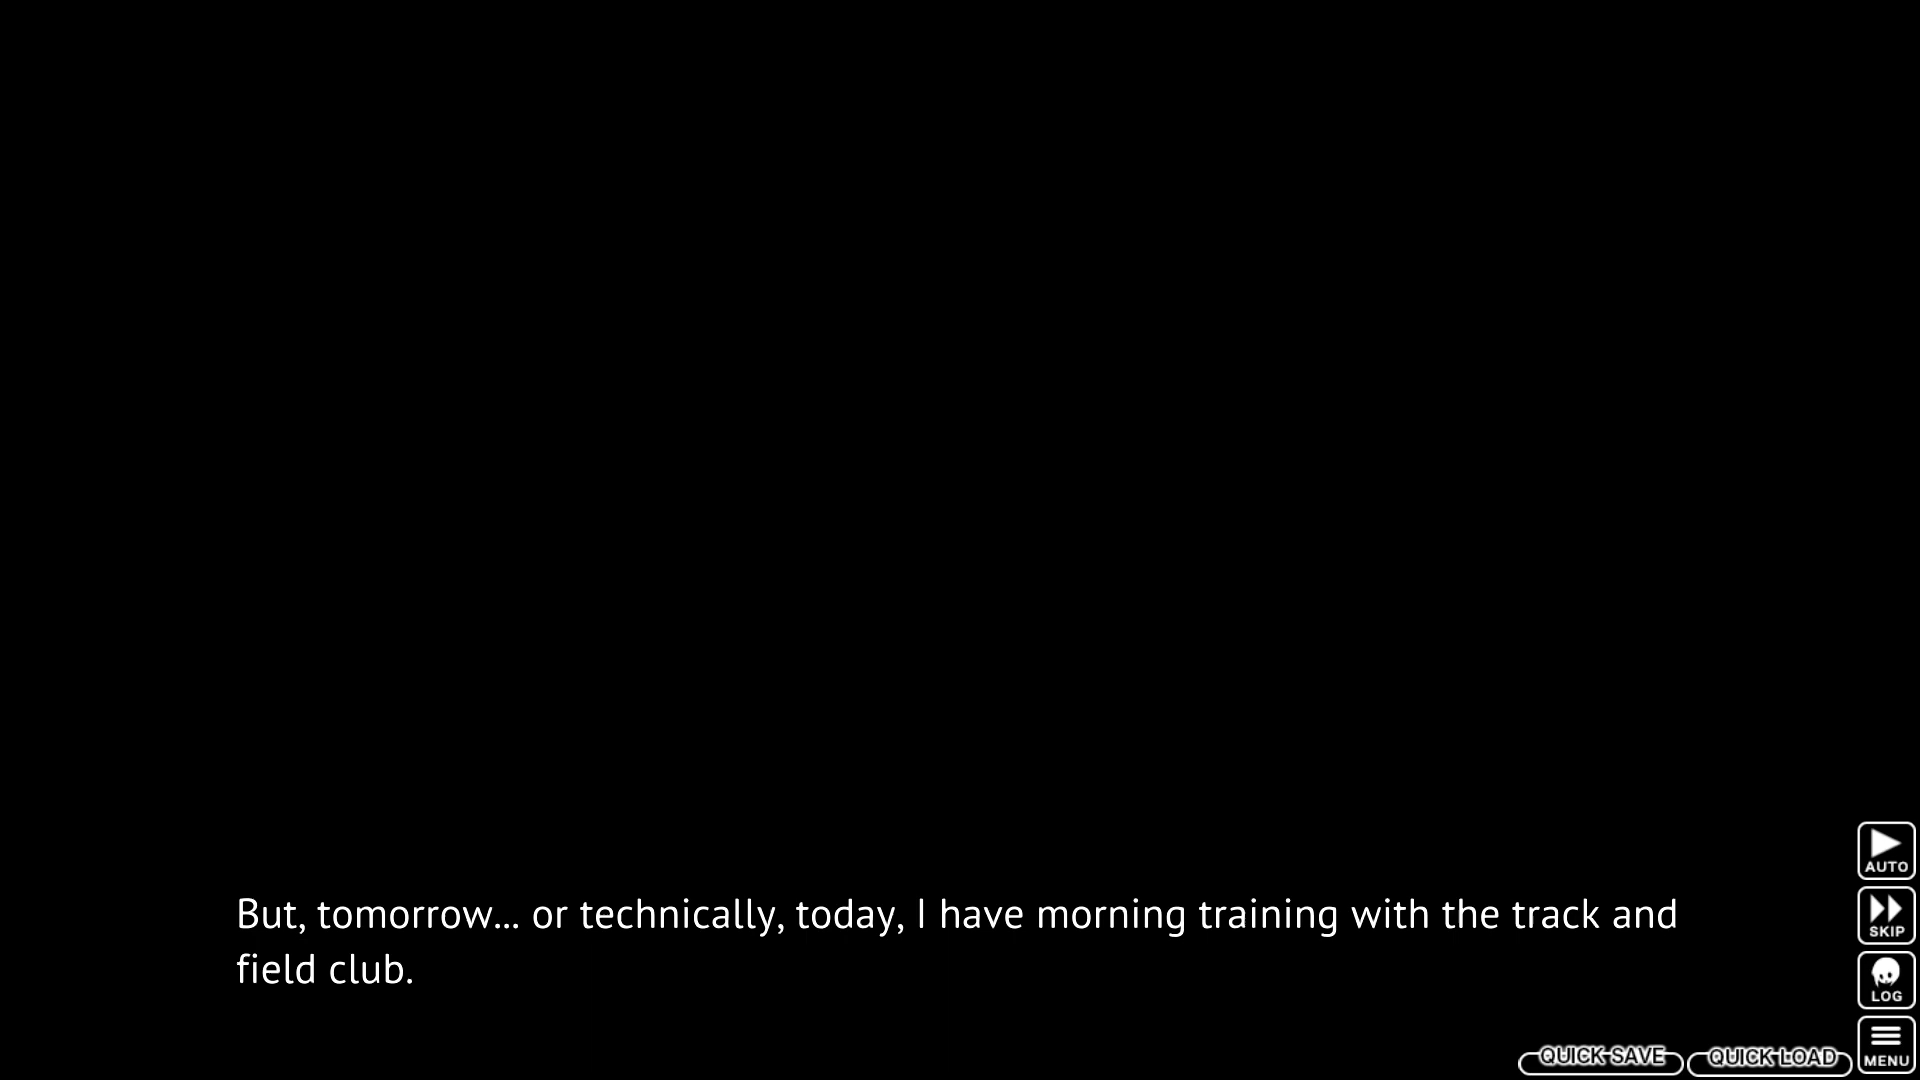 But, tomorrow... or technically, today, I have morning training with the track and
field club.
AUTO
SKIP
LOG
MENU
QUICK SAVE
QUICK LOAD